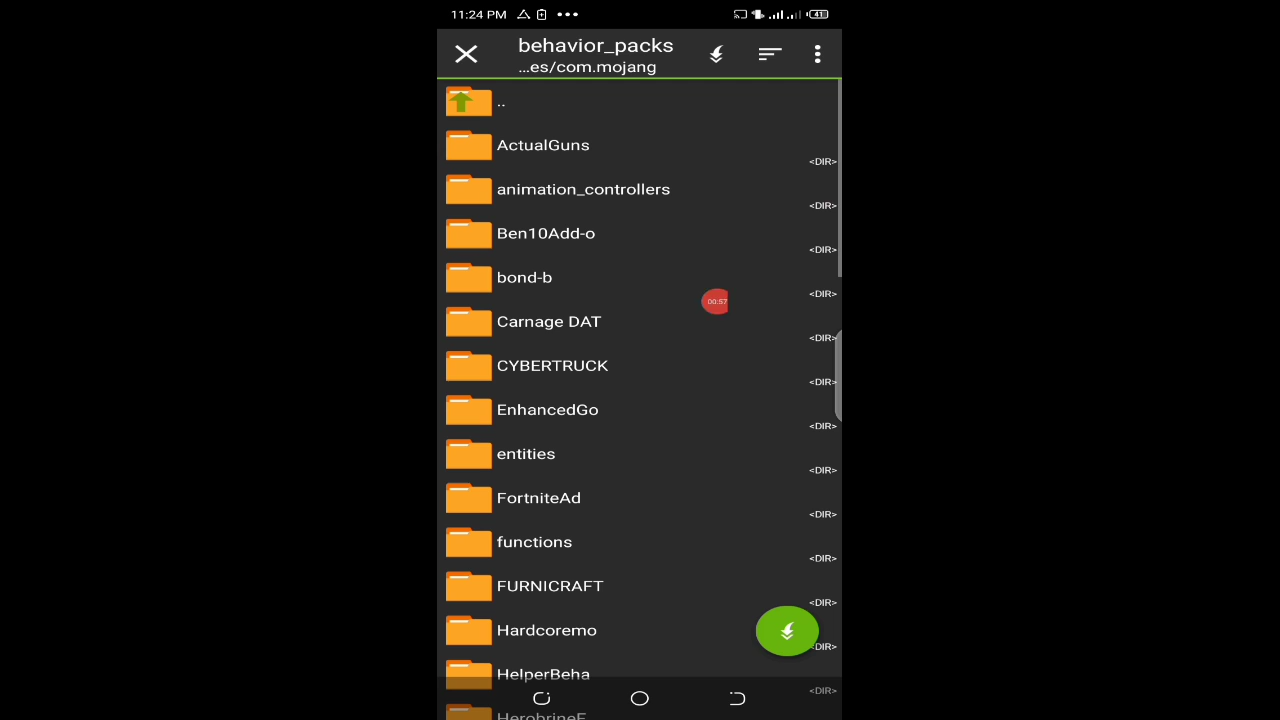 11:24 PM
41
behavior_packs
...es/com.mojang
..
ActualGuns
<DIR>
animation_controllers
<DIR>
Ben10Add-o
<DIR>
bond-b
<DIR>
00:57
Carnage DAT
<DIR>
CYBERTRUCK
<DIR>
EnhancedGo
<DIR>
entities
<DIR>
FortniteAd
<DIR>
functions
<DIR>
FURNICRAFT
<DIR>
Hardcoremo
<DIR>
HelperBeha
<DIR>
HerobrineF